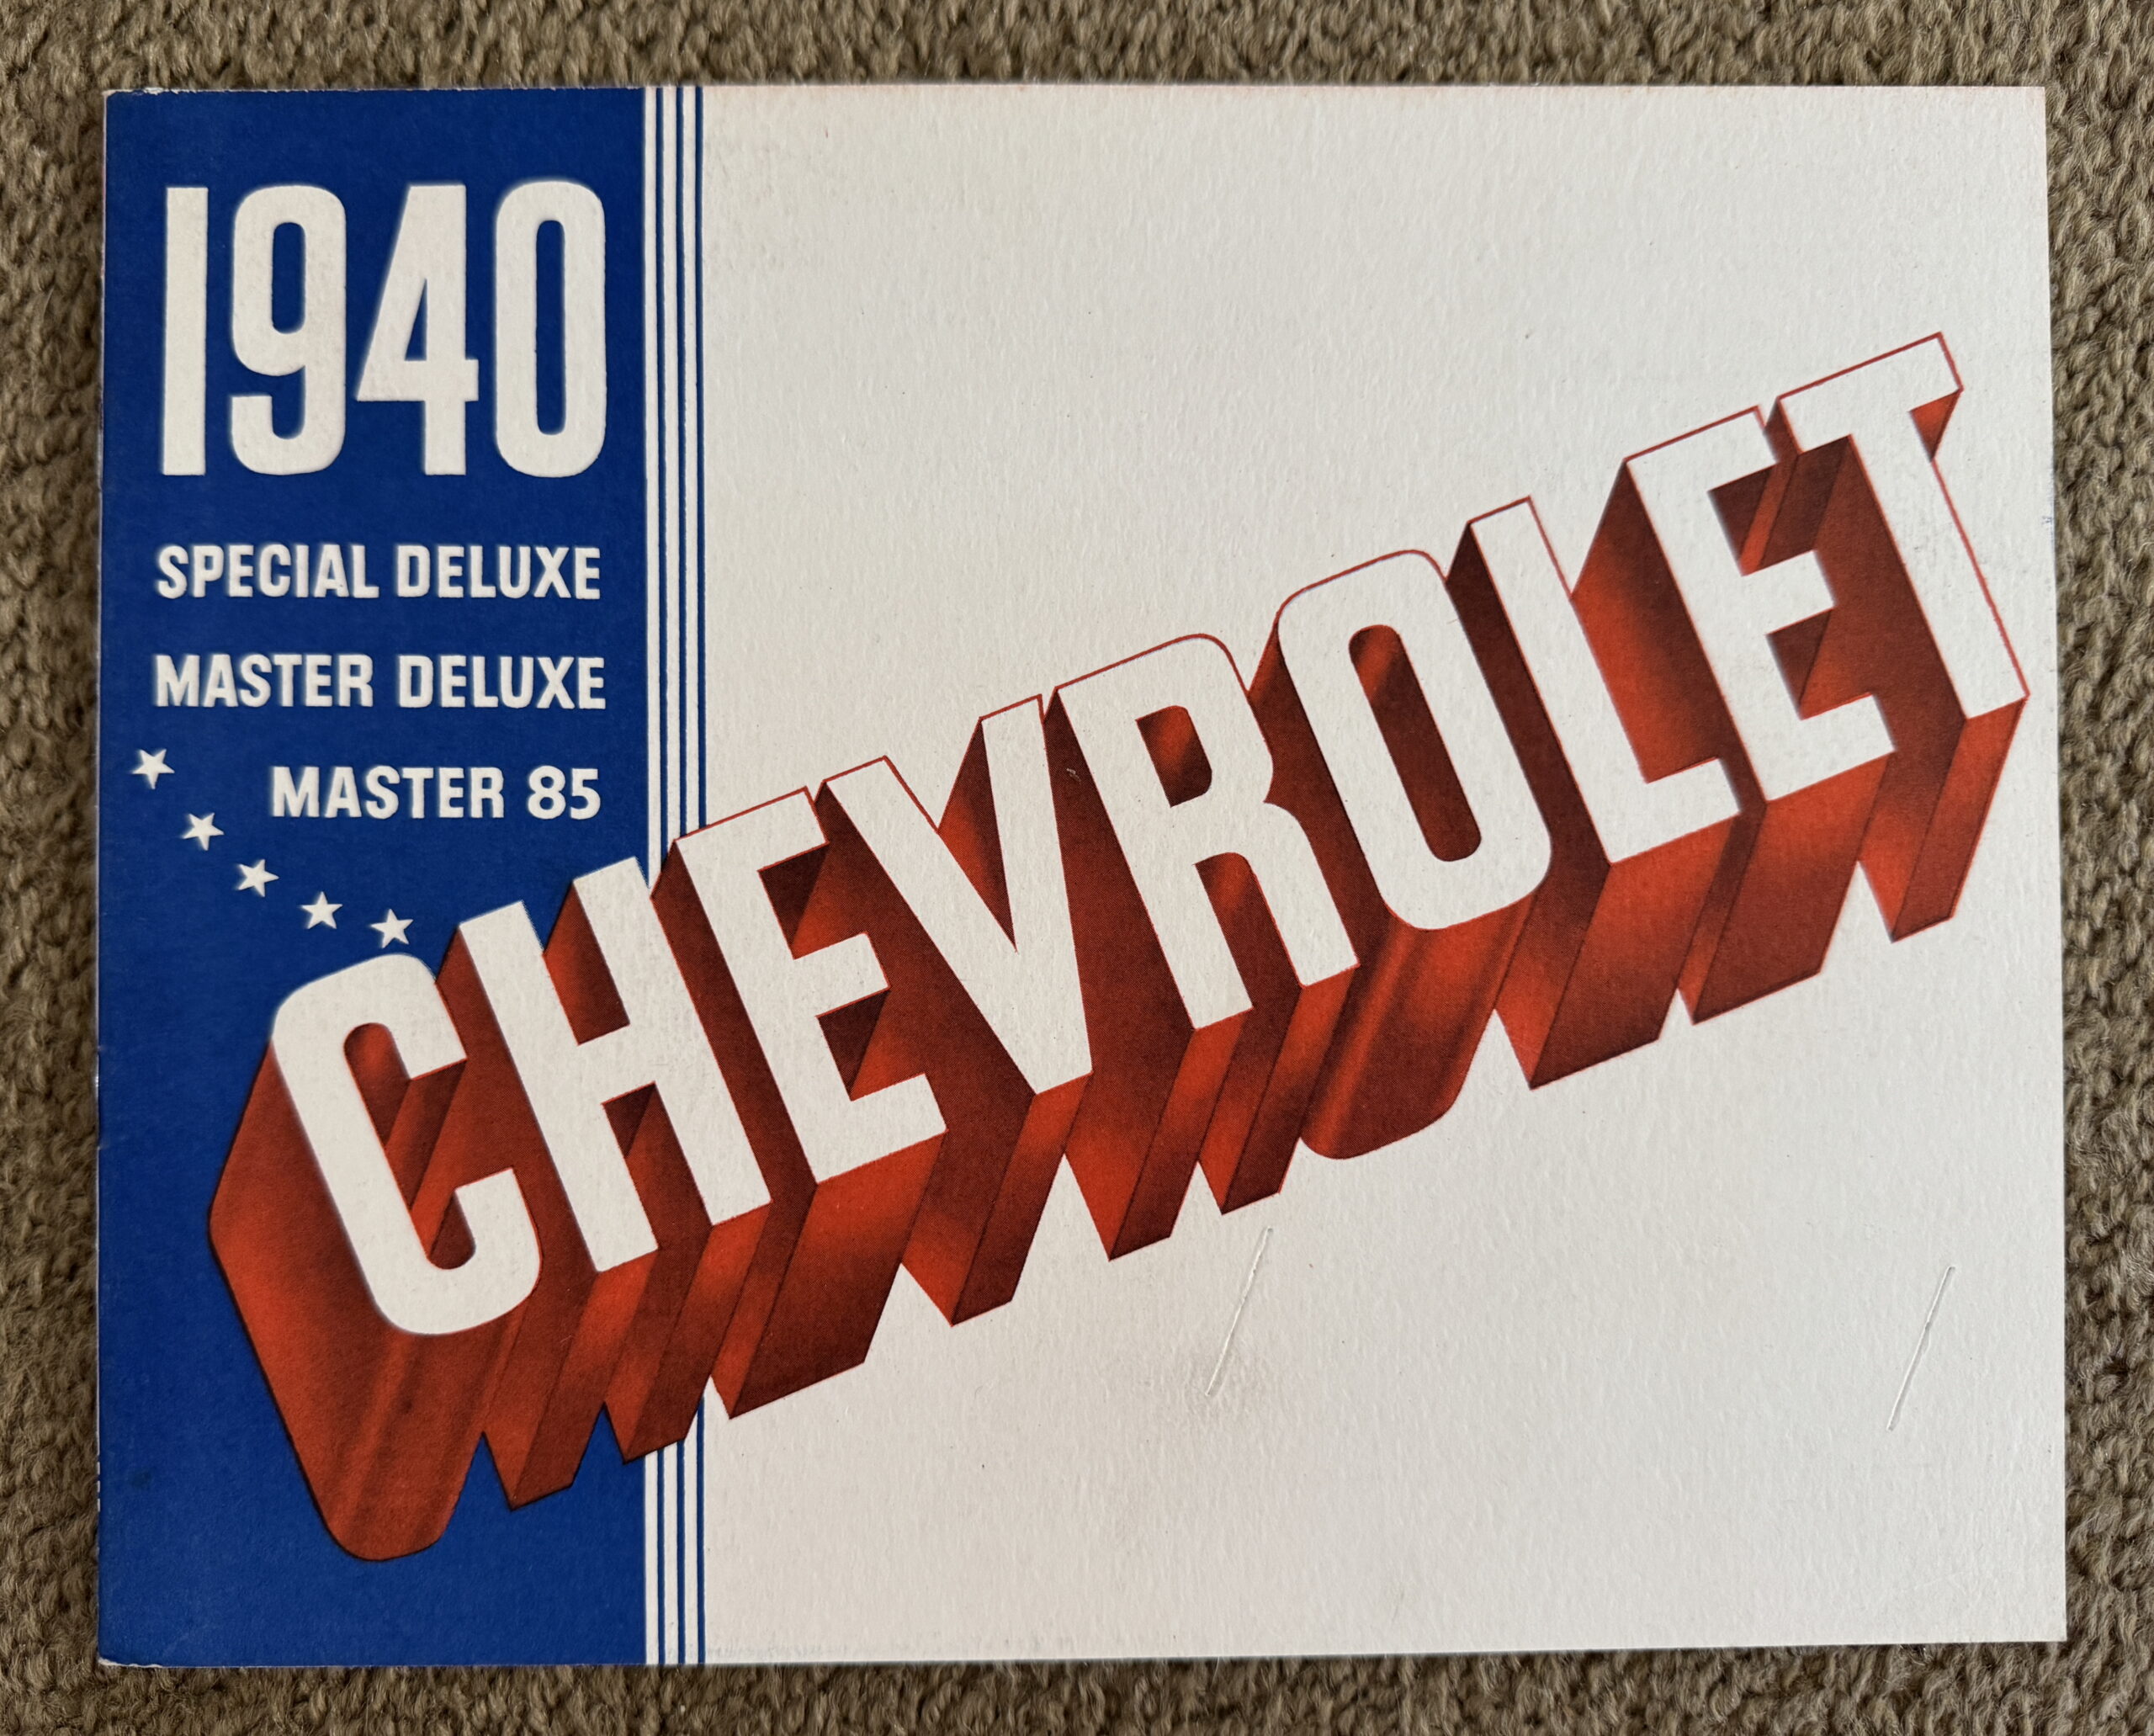 1940
SPECIAL DELUXE
MASTER DELUXE
MASTER 85
CHEVROLET